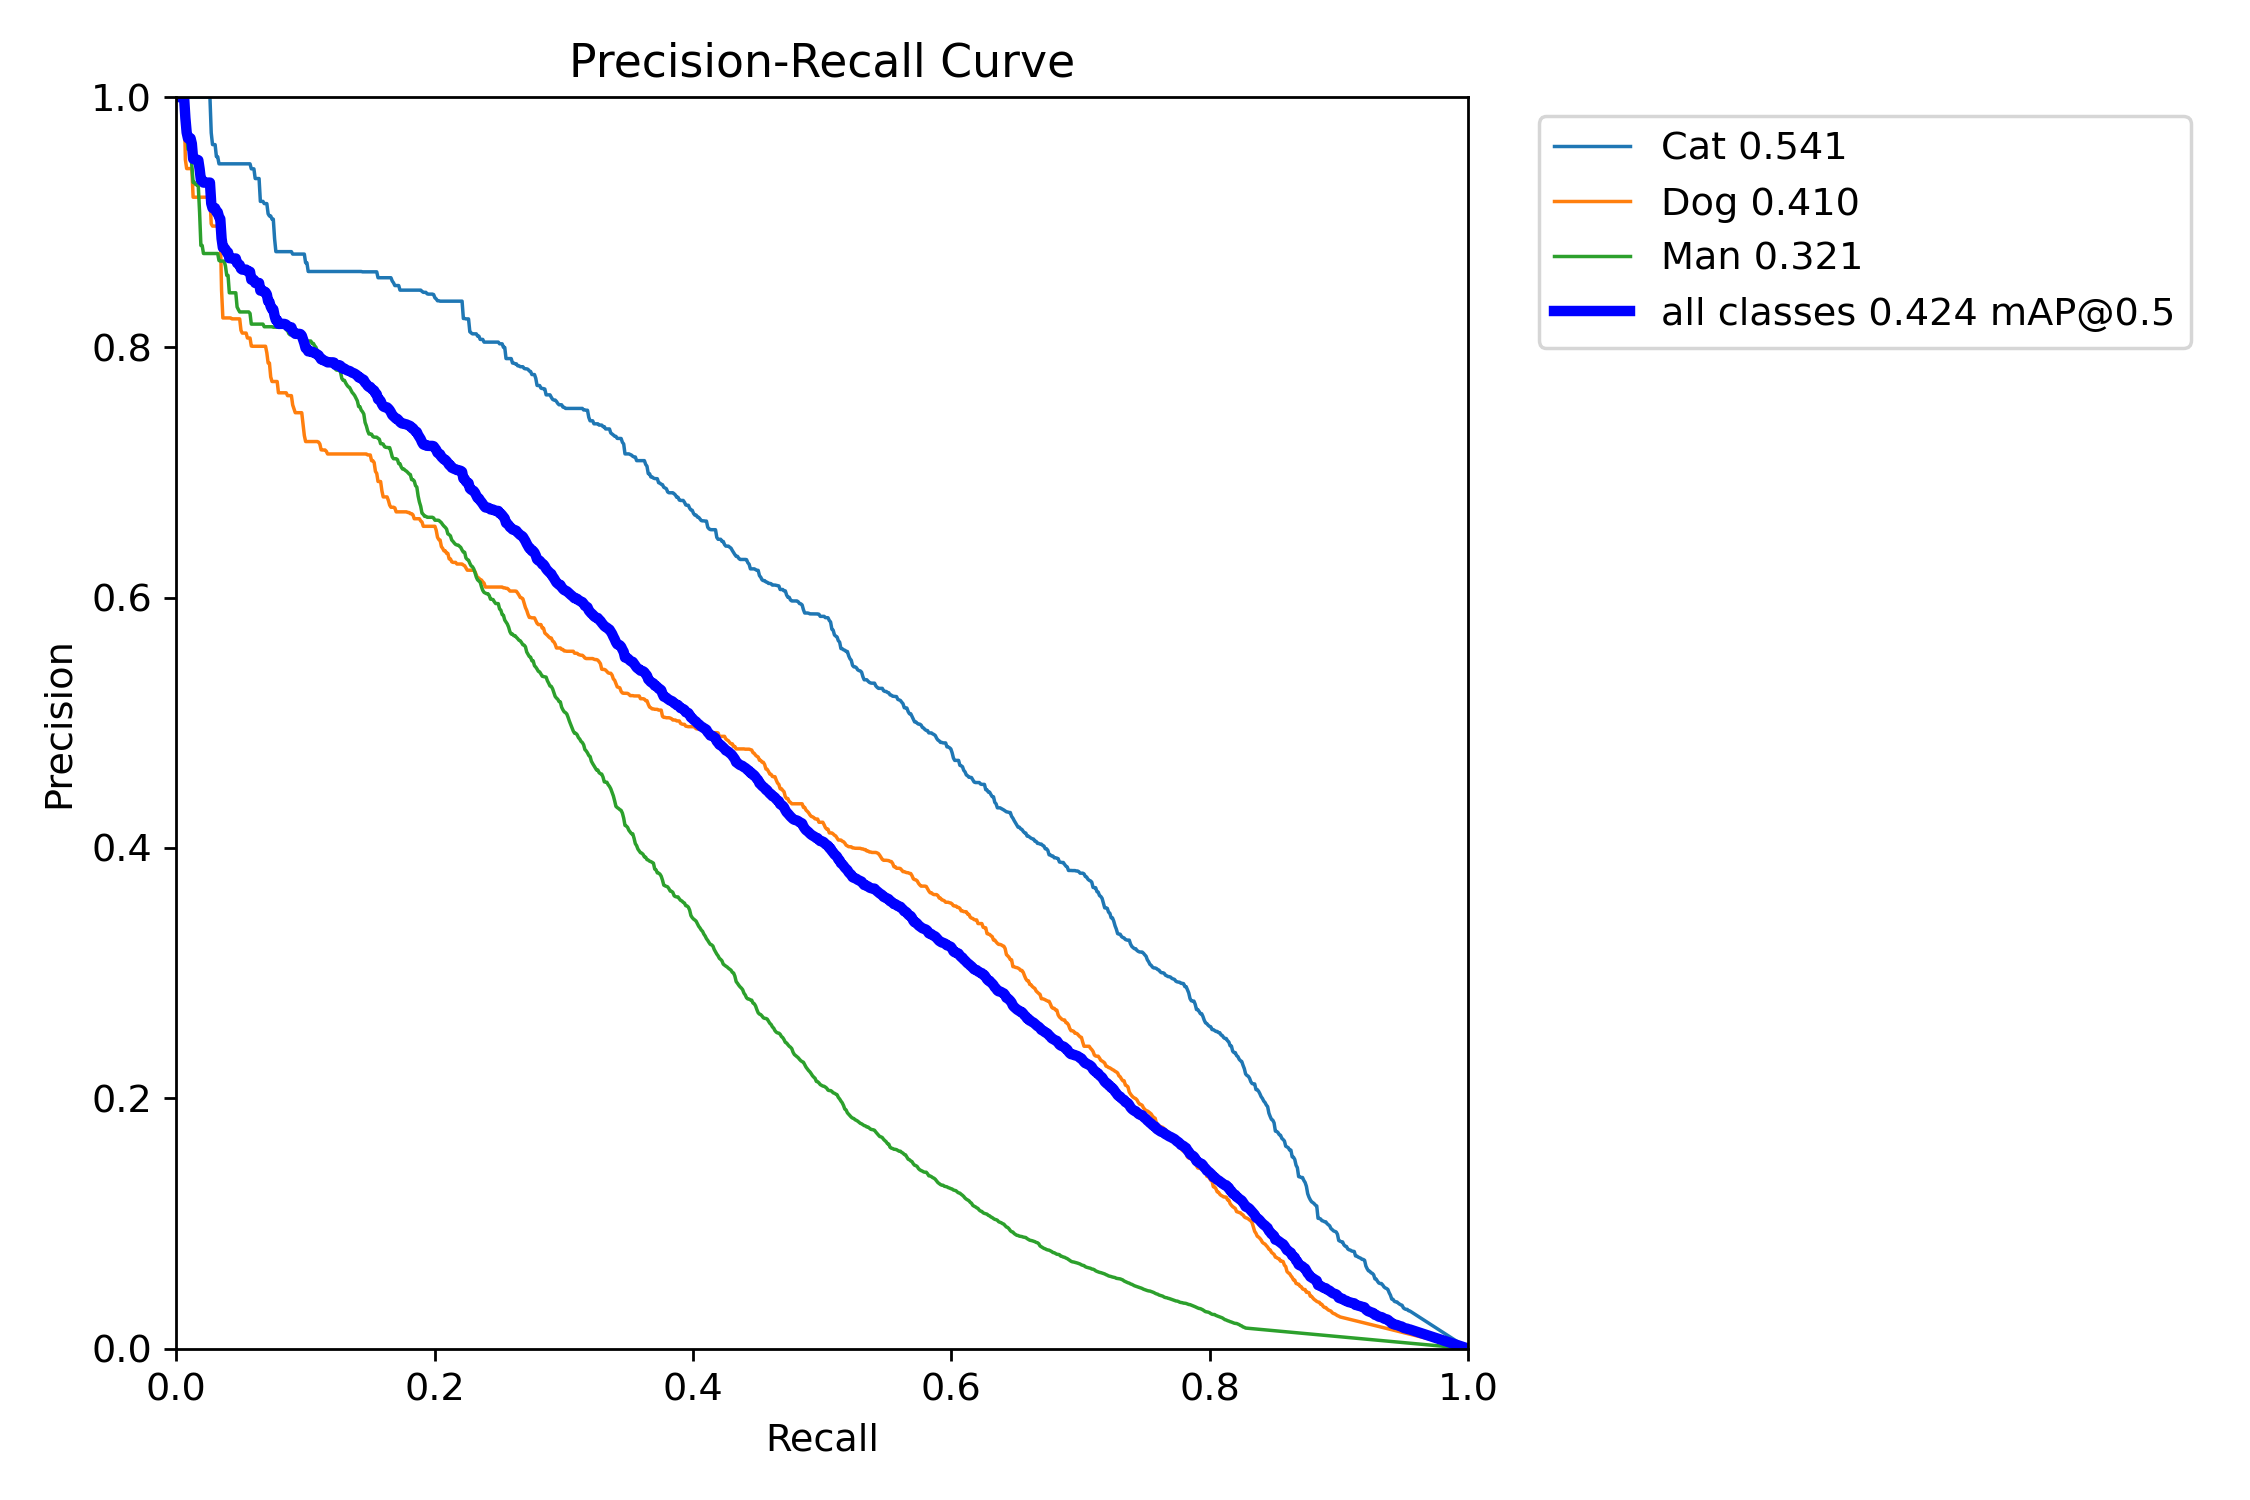 Precision-Recall Curve
1.0
0.8
0.6
0.4
0.2
0.0
Precision
0.0 0.2 0.4 0.6 0.8 1.0
Recall
Cat 0.541
Dog 0.410
Man 0.321
all classes 0.424 mAP@0.5